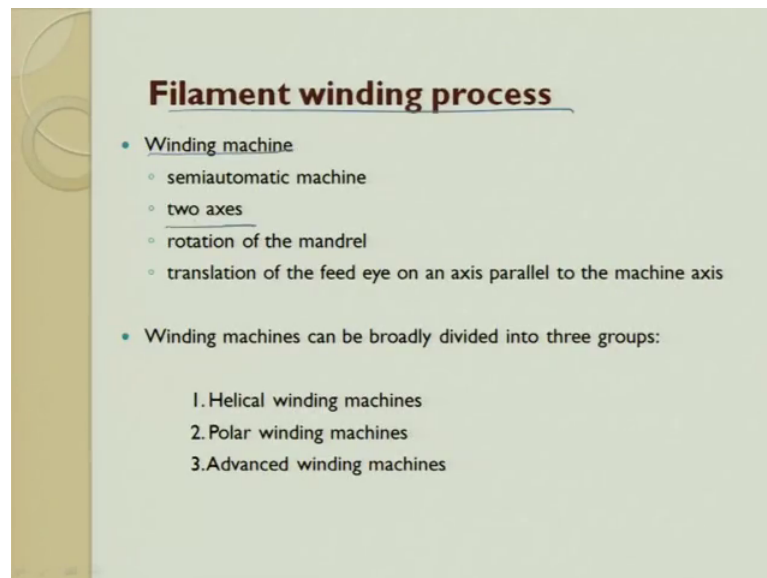 Filament winding process
• Winding machine
◦ semiautomatic machine
◦ two axes
◦ rotation of the mandrel
◦ translation of the feed eye on an axis parallel to the machine axis
• Winding machines can be broadly divided into three groups:
1. Helical winding machines
2. Polar winding machines
3.Advanced winding machines